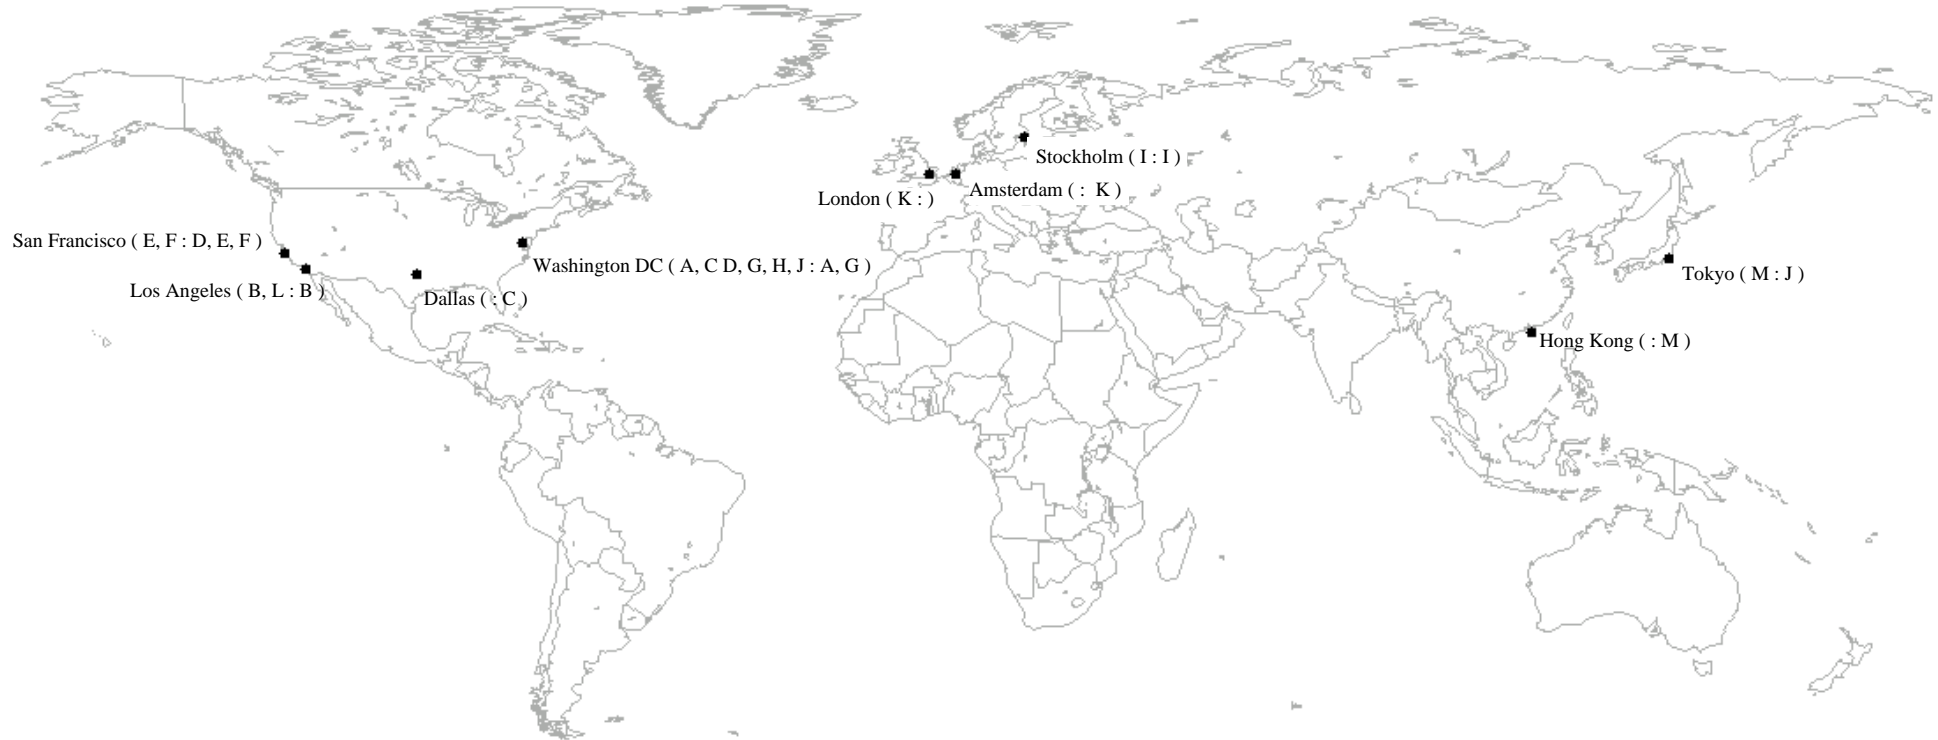 Stockholm ( I : I )
London ( K : )
Amsterdam ( : K )
San Francisco ( E, F : D, E, F )
Washington DC ( A, C D, G, H, J : A, G )
Tokyo ( M : J )
Los Angeles ( B, L : B )
Dallas ( : C )
Hong Kong ( : M )